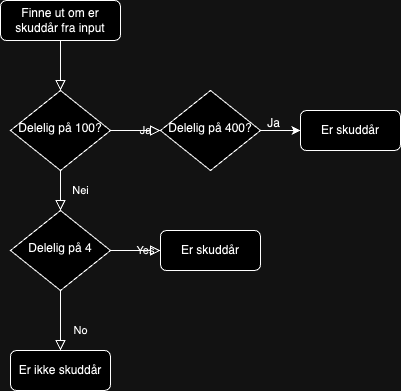 Finne ut om er
skuddår fra input
Delelig på 100?
Ja
Delelig på 400?
Ja
Er skuddår
Nei
Delelig på 4
Yes
Er skuddår
No
Er ikke skuddår